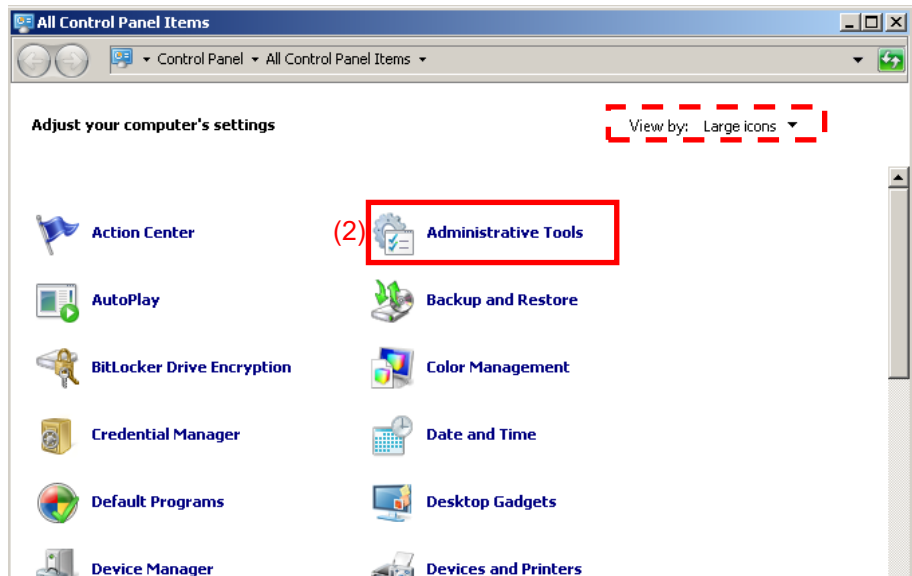 All Control Panel Items
Control Panel All Control Panel Items
Adjust your computer's settings
View by: Large icons
Action Center
(2) Administrative Tools
AutoPlay
Backup and Restore
BitLocker Drive Encryption
Color Management
Credential Manager
Date and Time
Default Programs
Desktop Gadgets
Device Manager
Devices and Printers